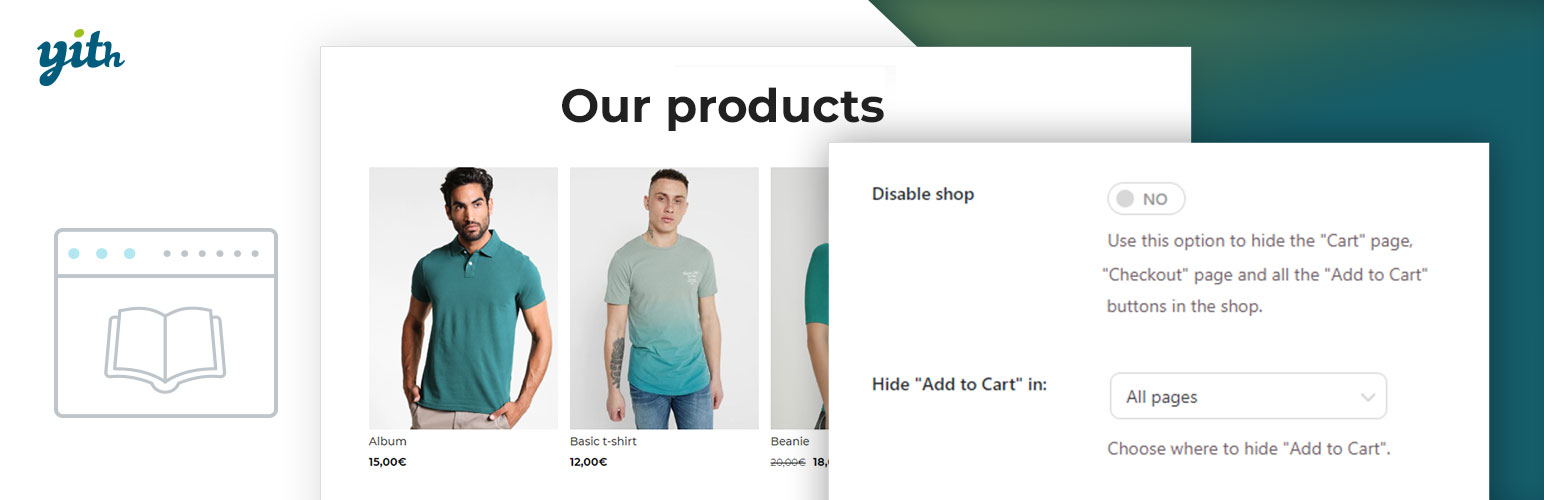 yith
Our products
Album
15,00€
Basic t-shirt
12,00€
Beanie
20,00€ 18,
Disable shop
NO
Use this option to hide the "Cart" page,
"Checkout" page and all the "Add to Cart"
buttons in the shop.
Hide "Add to Cart" in:
All pages
Choose where to hide "Add to Cart".